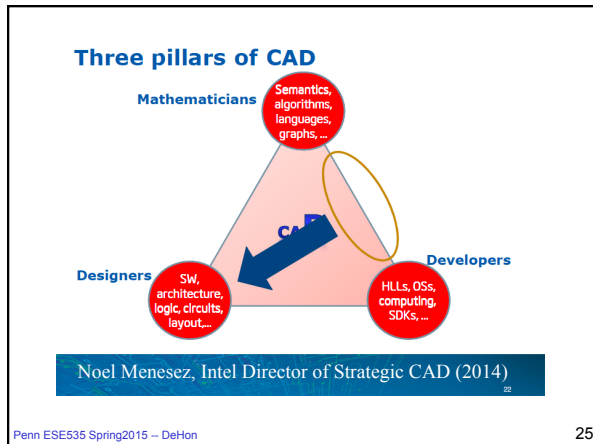 Three pillars of CAD
Mathematicians
Semantics,
algorithms,
languages,
graphs, ...
CAD
Designers
SW,
architecture,
logic, circuits,
layout,...
Developers
HLLs, OSs,
computing,
SDKs, ...
Noel Menesez, Intel Director of Strategic CAD (2014)
22
Penn ESE535 Spring2015 -- DeHon
25